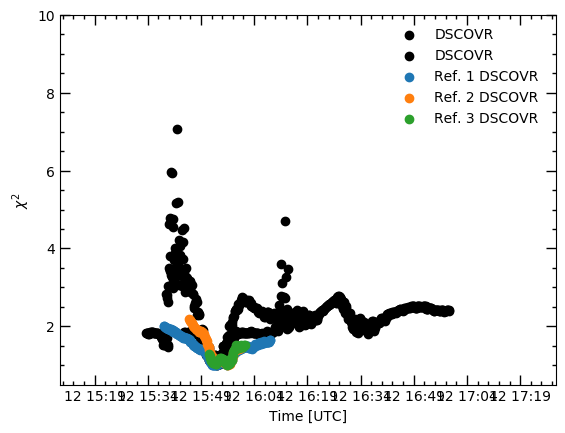 10
8
6
4
2
χ²
DSCOVR
DSCOVR
Ref. 1 DSCOVR
Ref. 2 DSCOVR
Ref. 3 DSCOVR
12 15:19 12 15:34 12 15:49 12 16:04 12 16:19 12 16:34 12 16:49 12 17:04 12 17:19
Time [UTC]